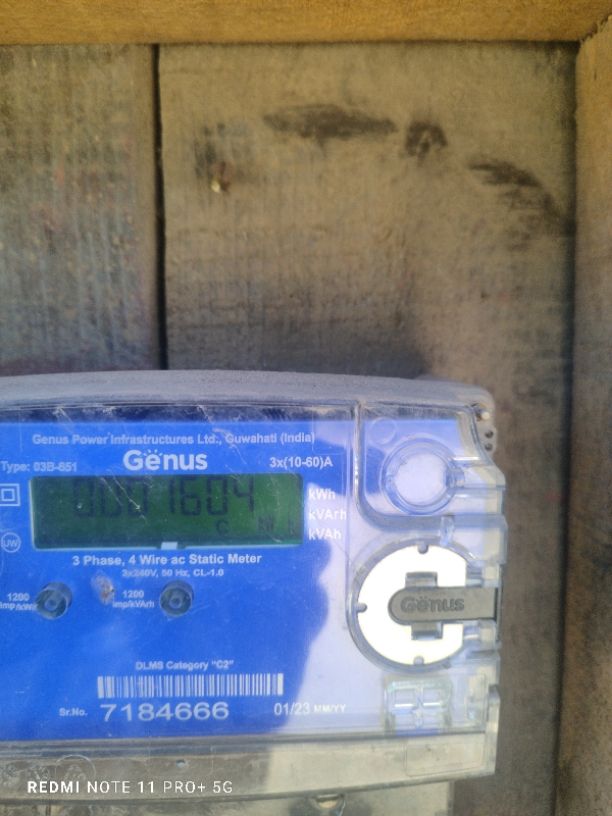 Genus Power Infrastructures Ltd., Guwahati (India)
Type: 03B-651
Genus
3x(10-60)A
kWh
kVArh
kVAh
UW
3 Phase, 4 Wire ac Static Meter
3x240V, 50 Hz, CL-1.0
1200
1200
imp/kVArh
Genus
DLMS Category "C2"
Sr.No. 7184666
01/23 MM/YY
REDMI NOTE 11 PRO+ 5G